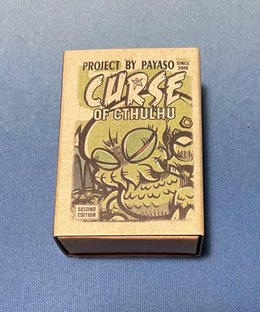 PROJECT BY PAYASO
SINCE
2010
CURSE
OF CTHULHU
SECOND
EDITION